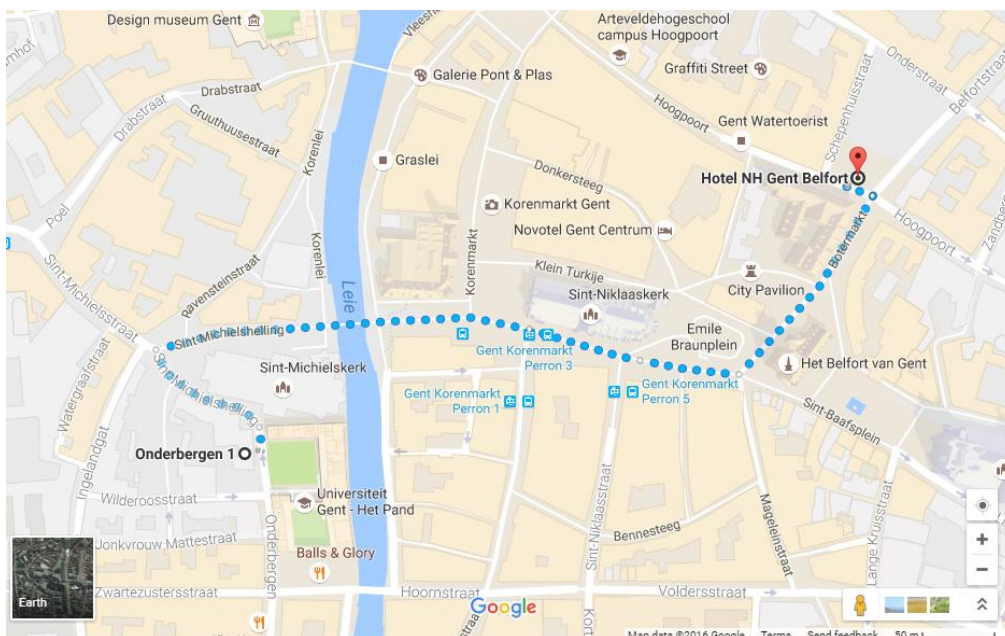 Design museum Gent
Arteveldehogeschool
campus Hoogpoort
Vleeshuis
Galerie Pont & Plas
Graffiti Street
Onderstraat
Belfortstraat
Drabstraat
Drabstraat
Gruuthusestraat
Korenlei
Graslei
Hoogpoort
Gent Watertoerist
Schepenhuisstraat
Hotel NH Gent Belfort
Donkersteeg
Korenmarkt Gent
Novotel Gent Centrum
Hoogpoort
Zandberg
Poel
Korenlei
Ravensteinstraat
Leie
Korenmarkt
Klein Turkije
Sint-Niklaaskerk
City Pavilion
Botermarkt
Sint-Michielsstraat
Sint Michielshelling
Emile
Braunplein
Gent Korenmarkt
Perron 3
Het Belfort van Gent
Sint-Michielskerk
Sint-Michielshelling
Gent Korenmarkt
Perron 5
Gent Korenmarkt
Perron 1
Watergraafstraat
Sint-Baafsplein
Onderbergen 1
Ingelandgat
Wilderoosstraat
Universiteit
Gent - Het Pand
Sint-Niklaasstraat
Bennesteeg
Mageleinstraat
Lange Kruisstraat
Jonkvrouw Mattestraat
Onderbergen
Balls & Glory
Zwartezustersstraat
Hoornstraat
Voldersstraat
Kort
Earth
Google
Map data ©2016 Google Terms Send feedback 50 m